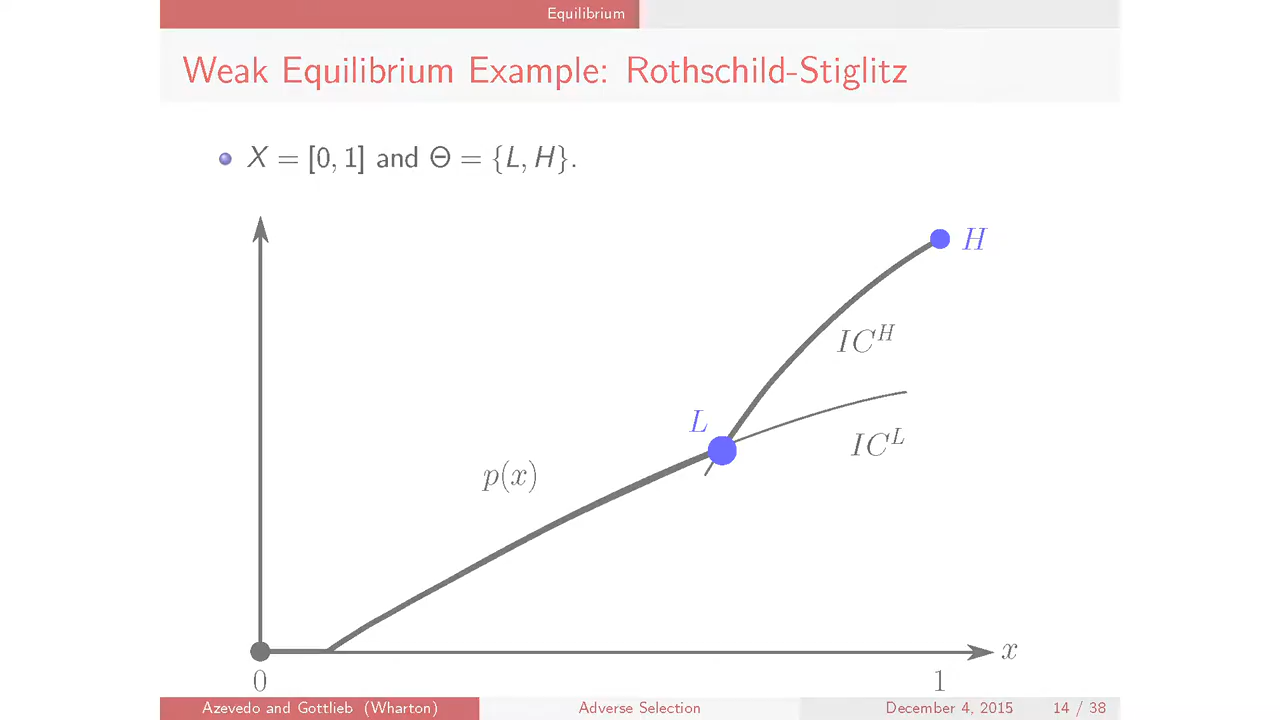 Equilibrium
Weak Equilibrium Example: Rothschild-Stiglitz
X = [0, 1] and Θ = {L, H}.
H
IC^H
L
IC^L
p(x)
x
0
1
Azevedo and Gottlieb (Wharton)
Adverse Selection
December 4, 2015
14 / 38